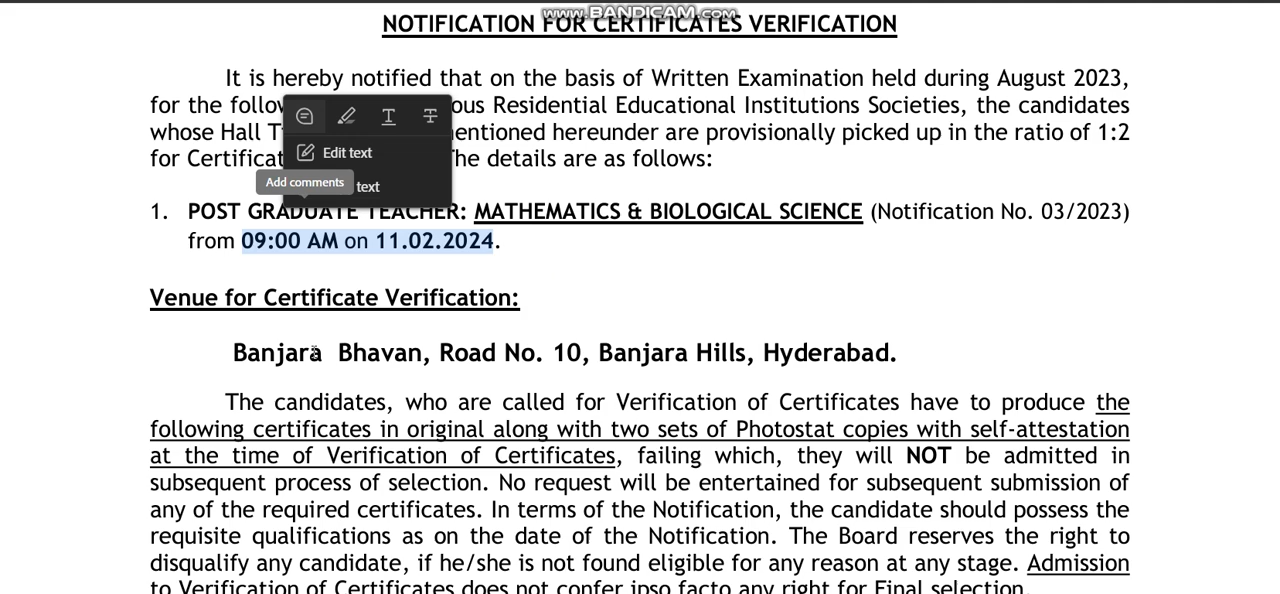 www.BANDICAM.com
NOTIFICATION FOR CERTIFICATES VERIFICATION
It is hereby notified that on the basis of Written Examination held during August 2023,
for the follow ous Residential Educational Institutions Societies, the candidates
whose Hall T entioned hereunder are provisionally picked up in the ratio of 1:2
for Certificat The details are as follows:
Edit text
Add comments
text
1. POST GRADUATE TEACHER: MATHEMATICS & BIOLOGICAL SCIENCE (Notification No. 03/2023)
from 09:00 AM on 11.02.2024.
Venue for Certificate Verification:
Banjara Bhavan, Road No. 10, Banjara Hills, Hyderabad.
The candidates, who are called for Verification of Certificates have to produce the
following certificates in original along with two sets of Photostat copies with self-attestation
at the time of Verification of Certificates, failing which, they will NOT be admitted in
subsequent process of selection. No request will be entertained for subsequent submission of
any of the required certificates. In terms of the Notification, the candidate should possess the
requisite qualifications as on the date of the Notification. The Board reserves the right to
disqualify any candidate, if he/she is not found eligible for any reason at any stage. Admission
to Verification of Certificates does not confer ipso facto any right for Final selection.